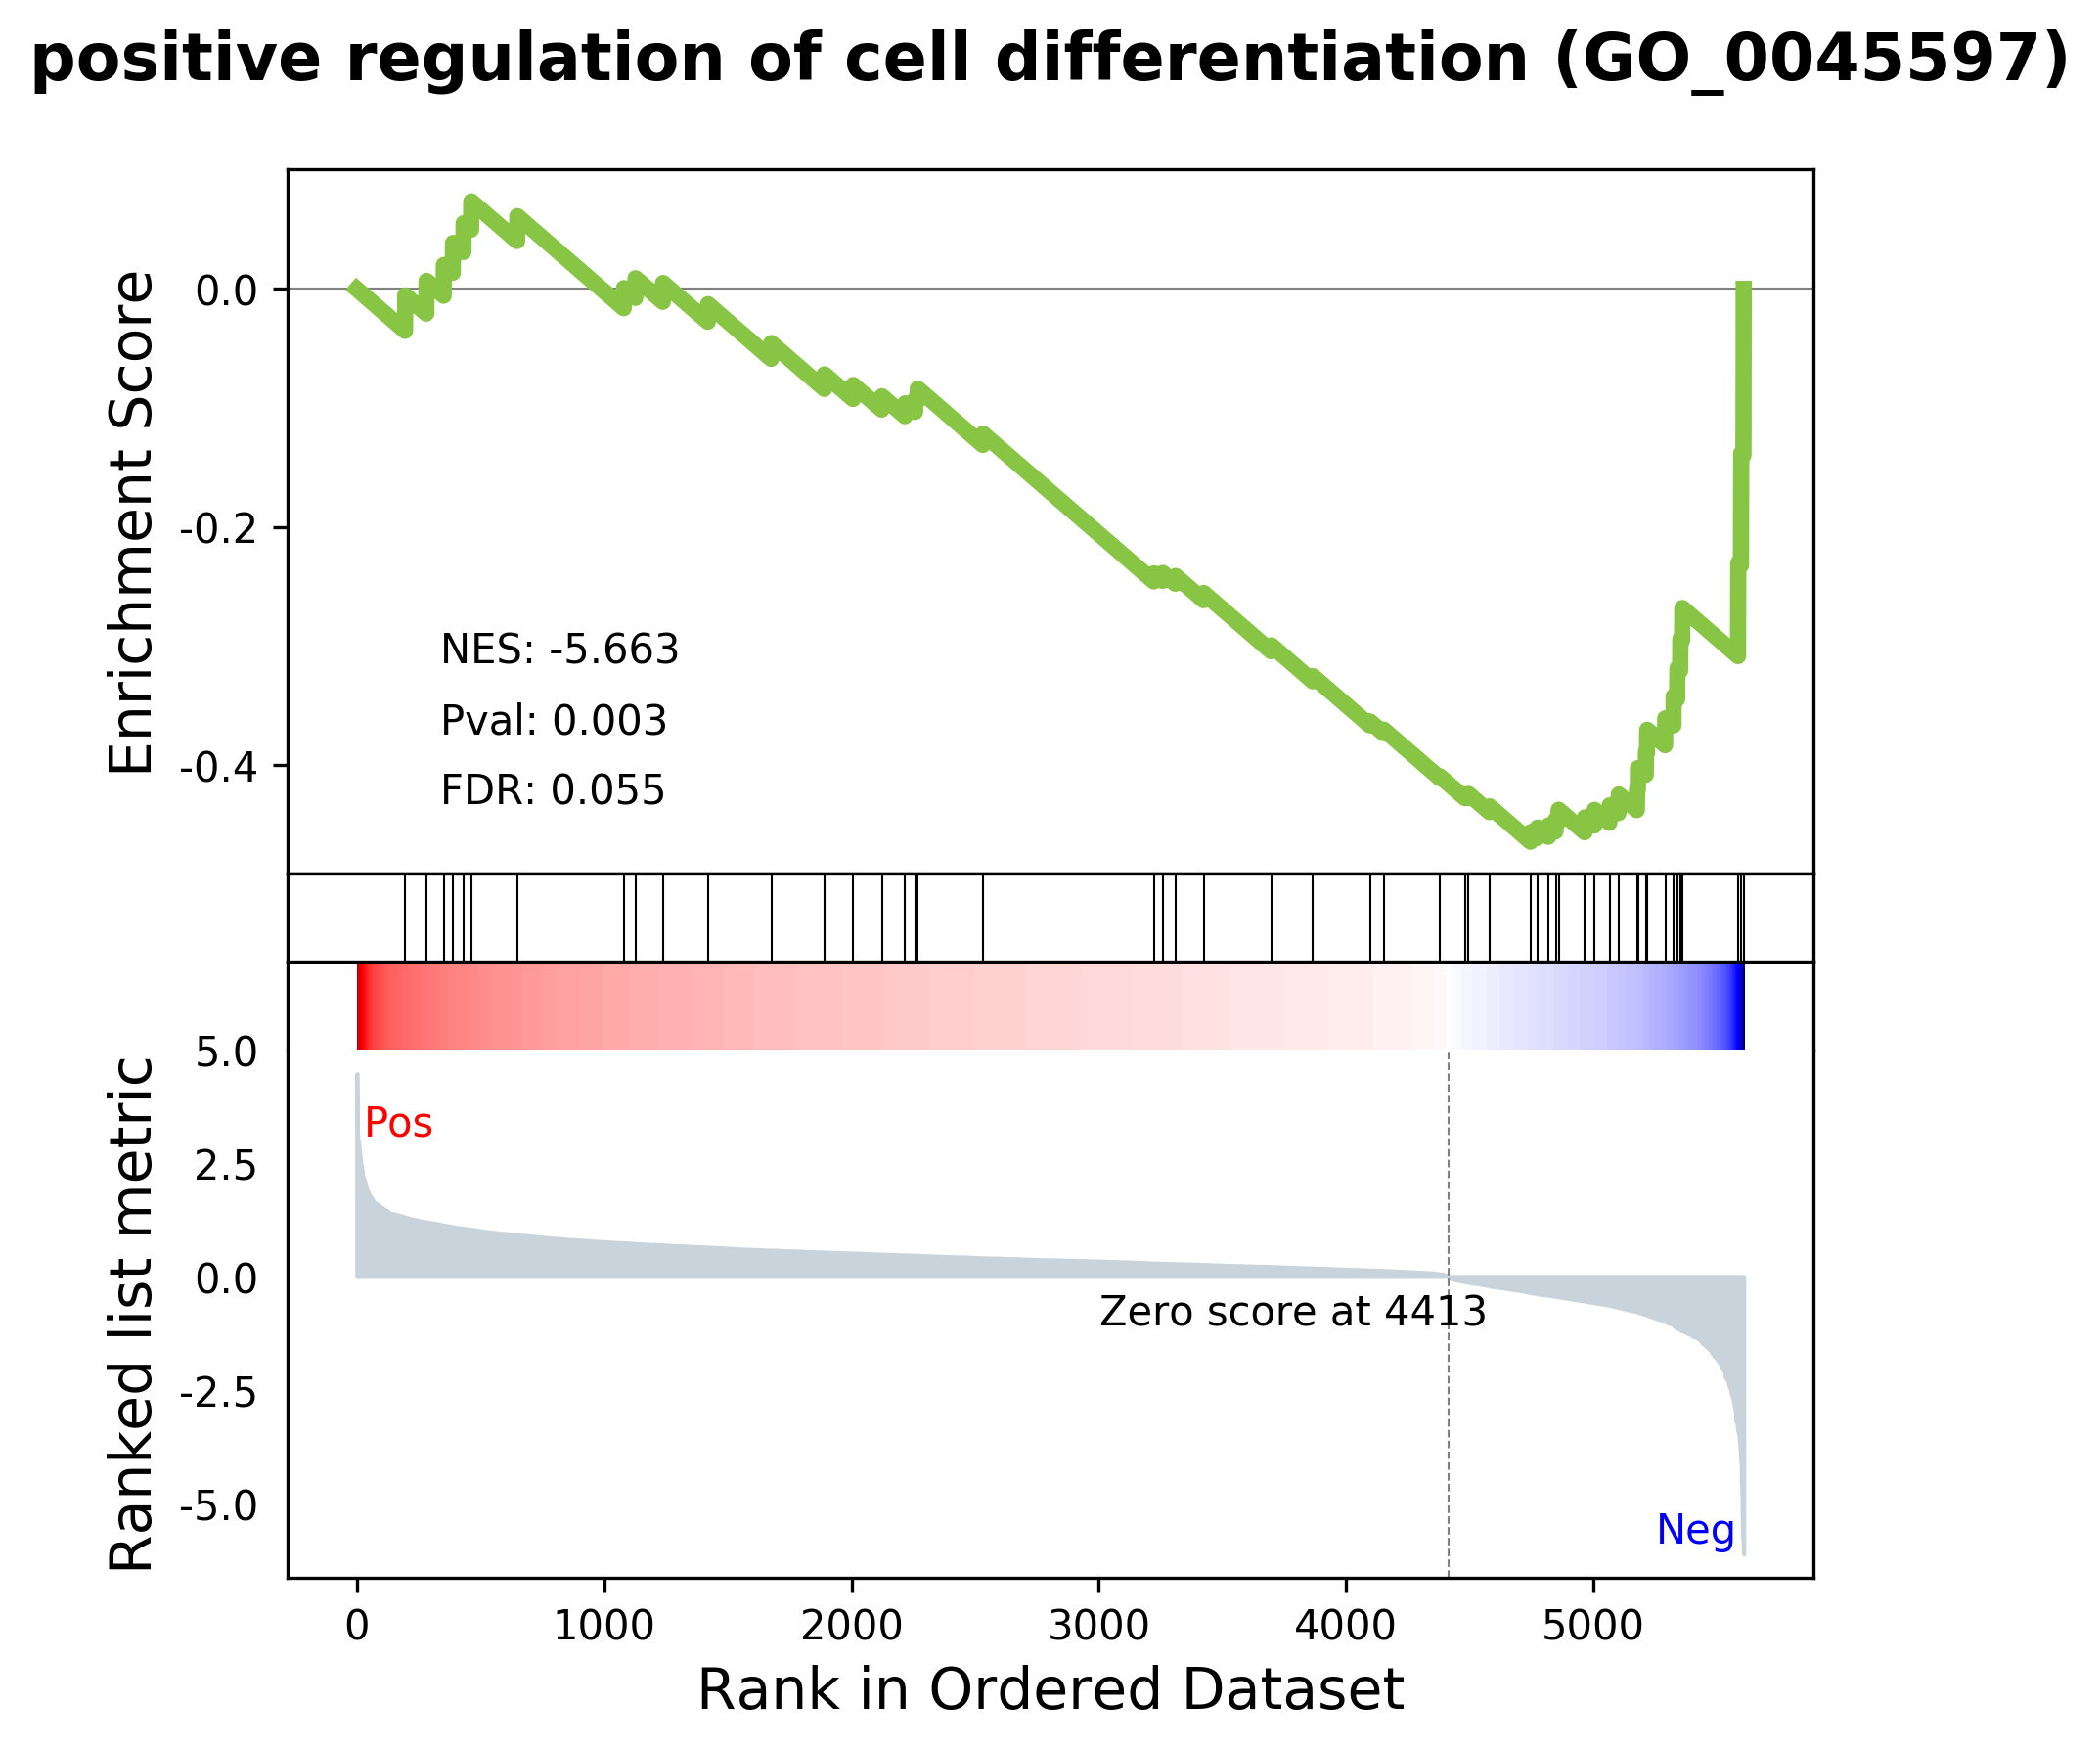 positive regulation of cell differentiation (GO_0045597)
Enrichment Score
0.0
-0.2
-0.4
NES: -5.663
Pval: 0.003
FDR: 0.055
Ranked list metric
5.0
2.5
0.0
-2.5
-5.0
Pos
Zero score at 4413
Neg
0 1000 2000 3000 4000 5000
Rank in Ordered Dataset